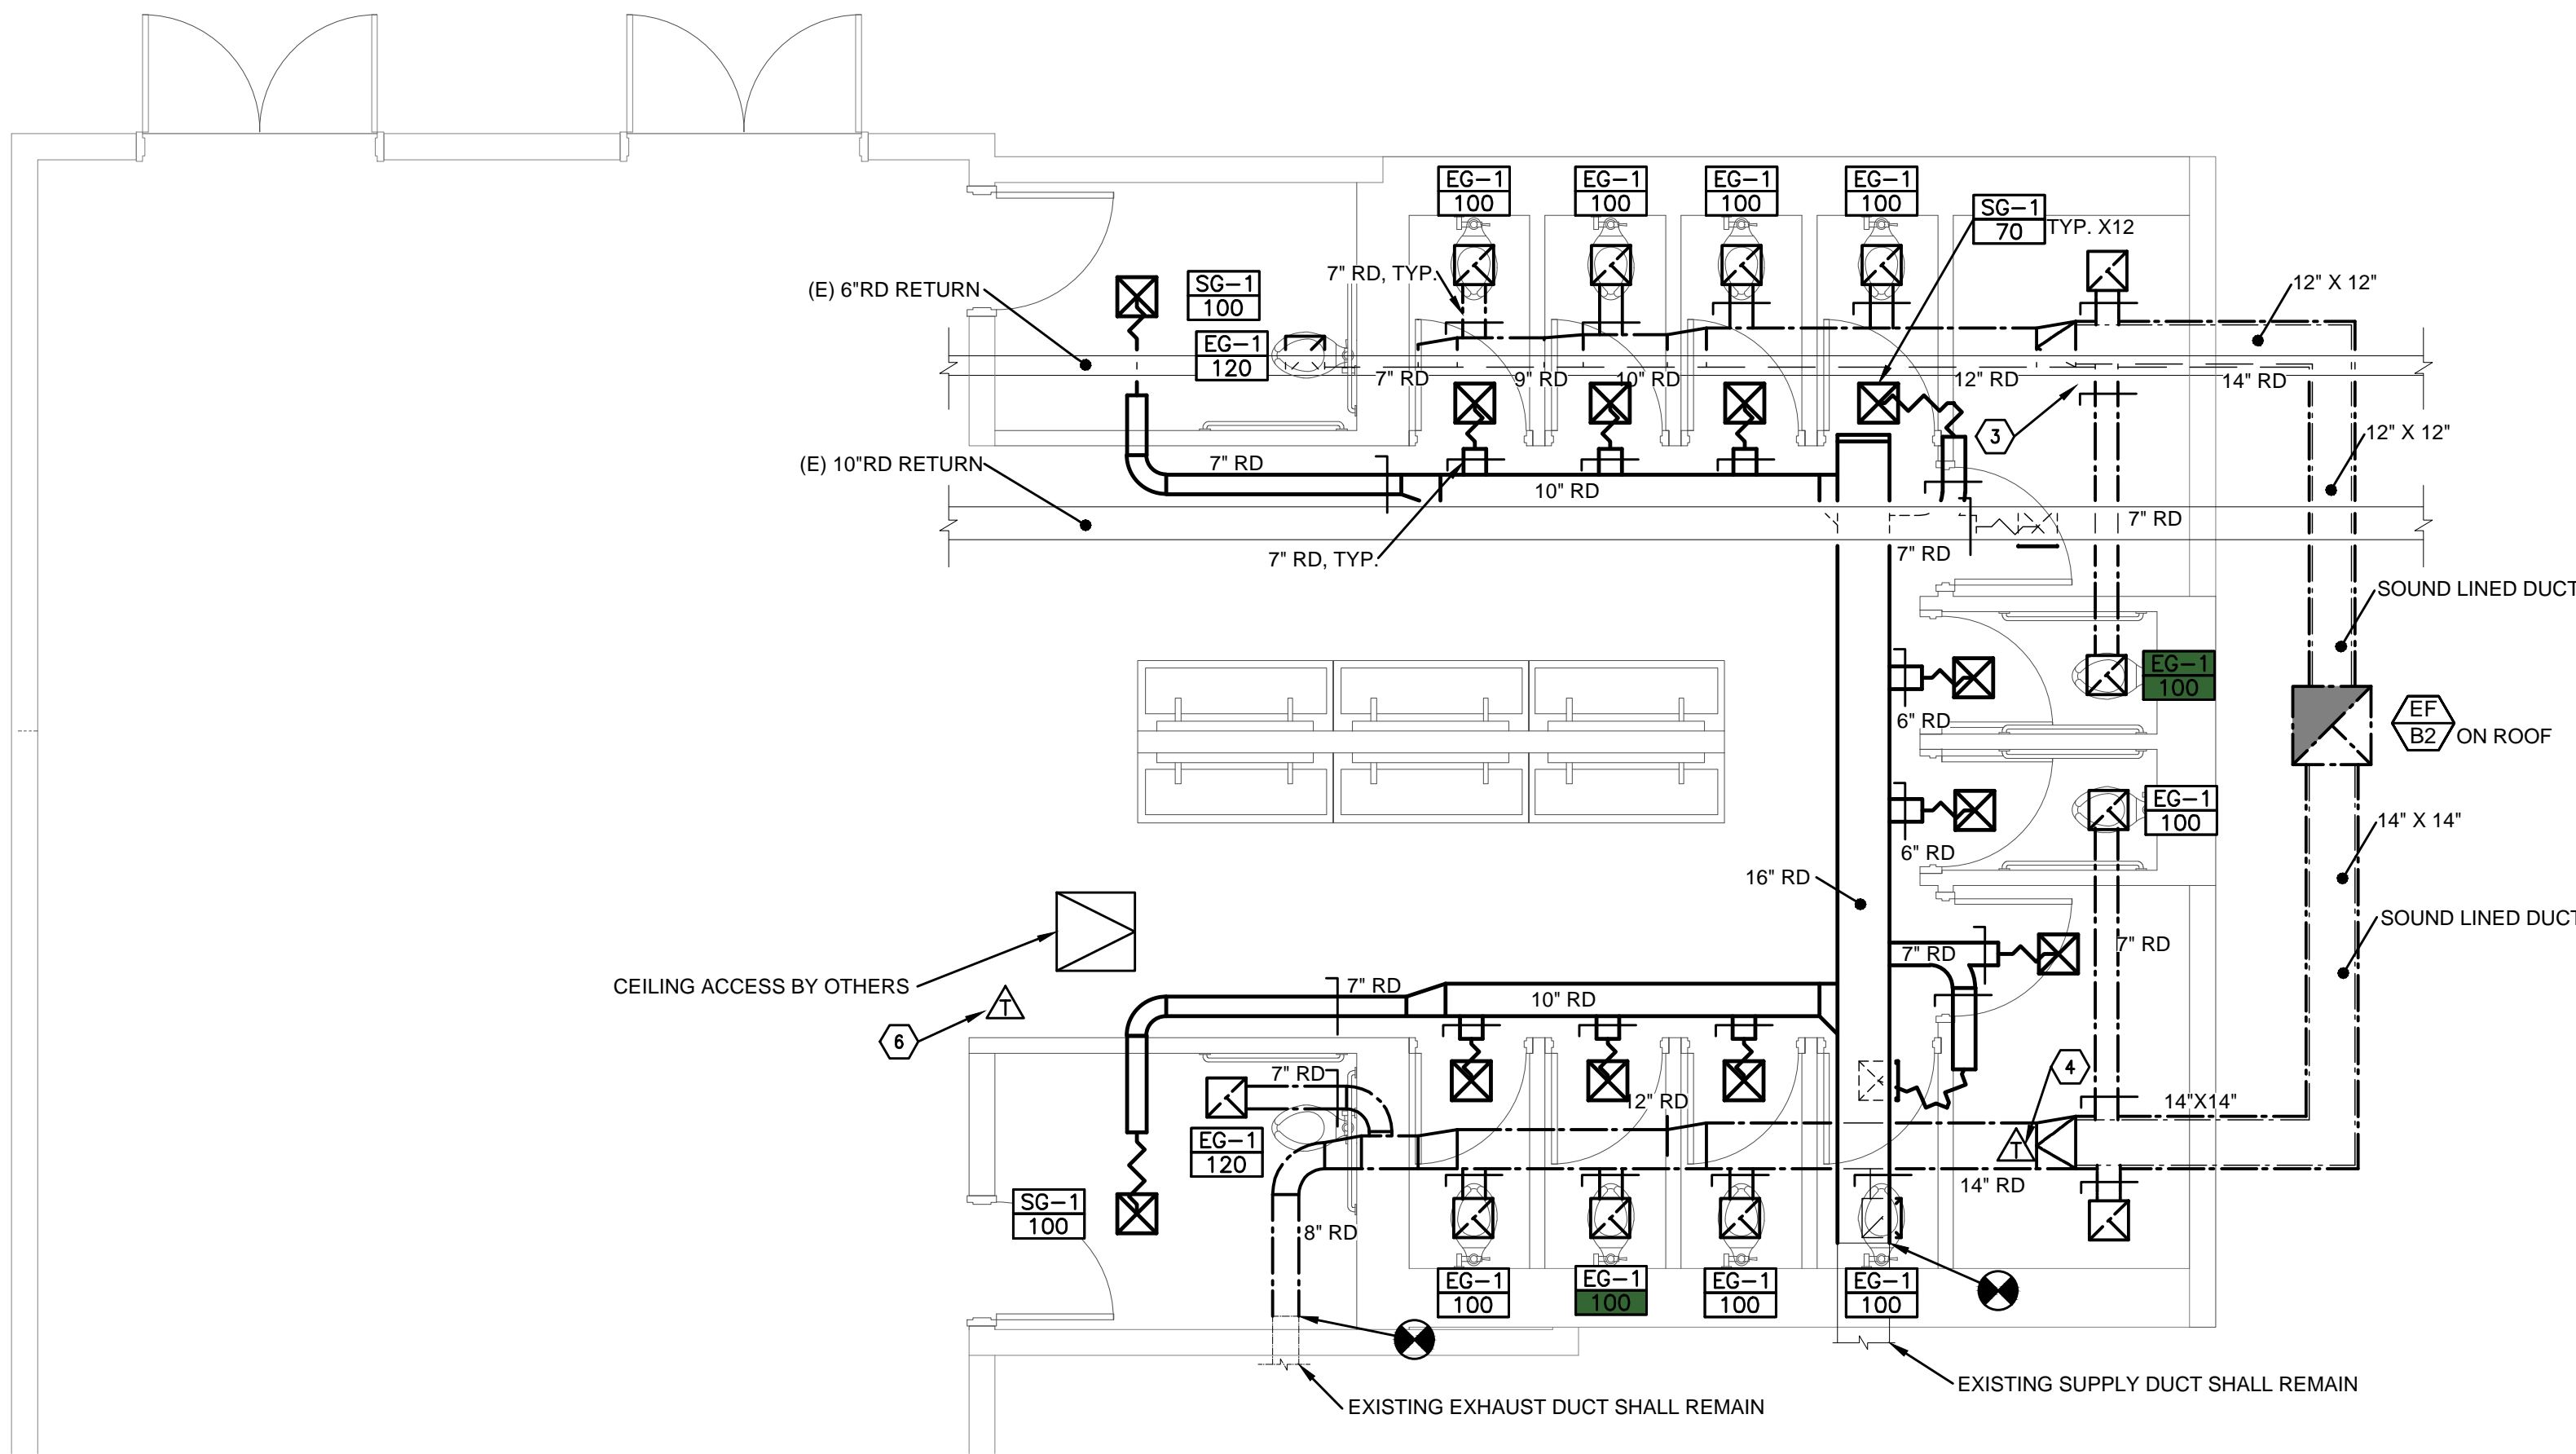 EG-1
100
EG-1
100
EG-1
100
EG-1
100
SG-1
70
TYP. X12
(E) 6"RD RETURN
SG-1
100
7" RD, TYP.
12" X 12"
EG-1
120
7" RD
9" RD
10" RD
12" RD
14" RD
3
12" X 12"
(E) 10"RD RETURN
7" RD
10" RD
7" RD
7" RD, TYP.
7" RD
SOUND LINED DUCT
EG-1
100
6" RD
EF
B2
ON ROOF
EG-1
100
14" X 14"
6" RD
16" RD
SOUND LINED DUCT
7" RD
7" RD
CEILING ACCESS BY OTHERS
7" RD
10" RD
T
6
4
7" RD
12" RD
14"X14"
T
EG-1
120
14" RD
SG-1
100
8" RD
EG-1
100
EG-1
100
EG-1
100
EG-1
100
EXISTING SUPPLY DUCT SHALL REMAIN
EXISTING EXHAUST DUCT SHALL REMAIN